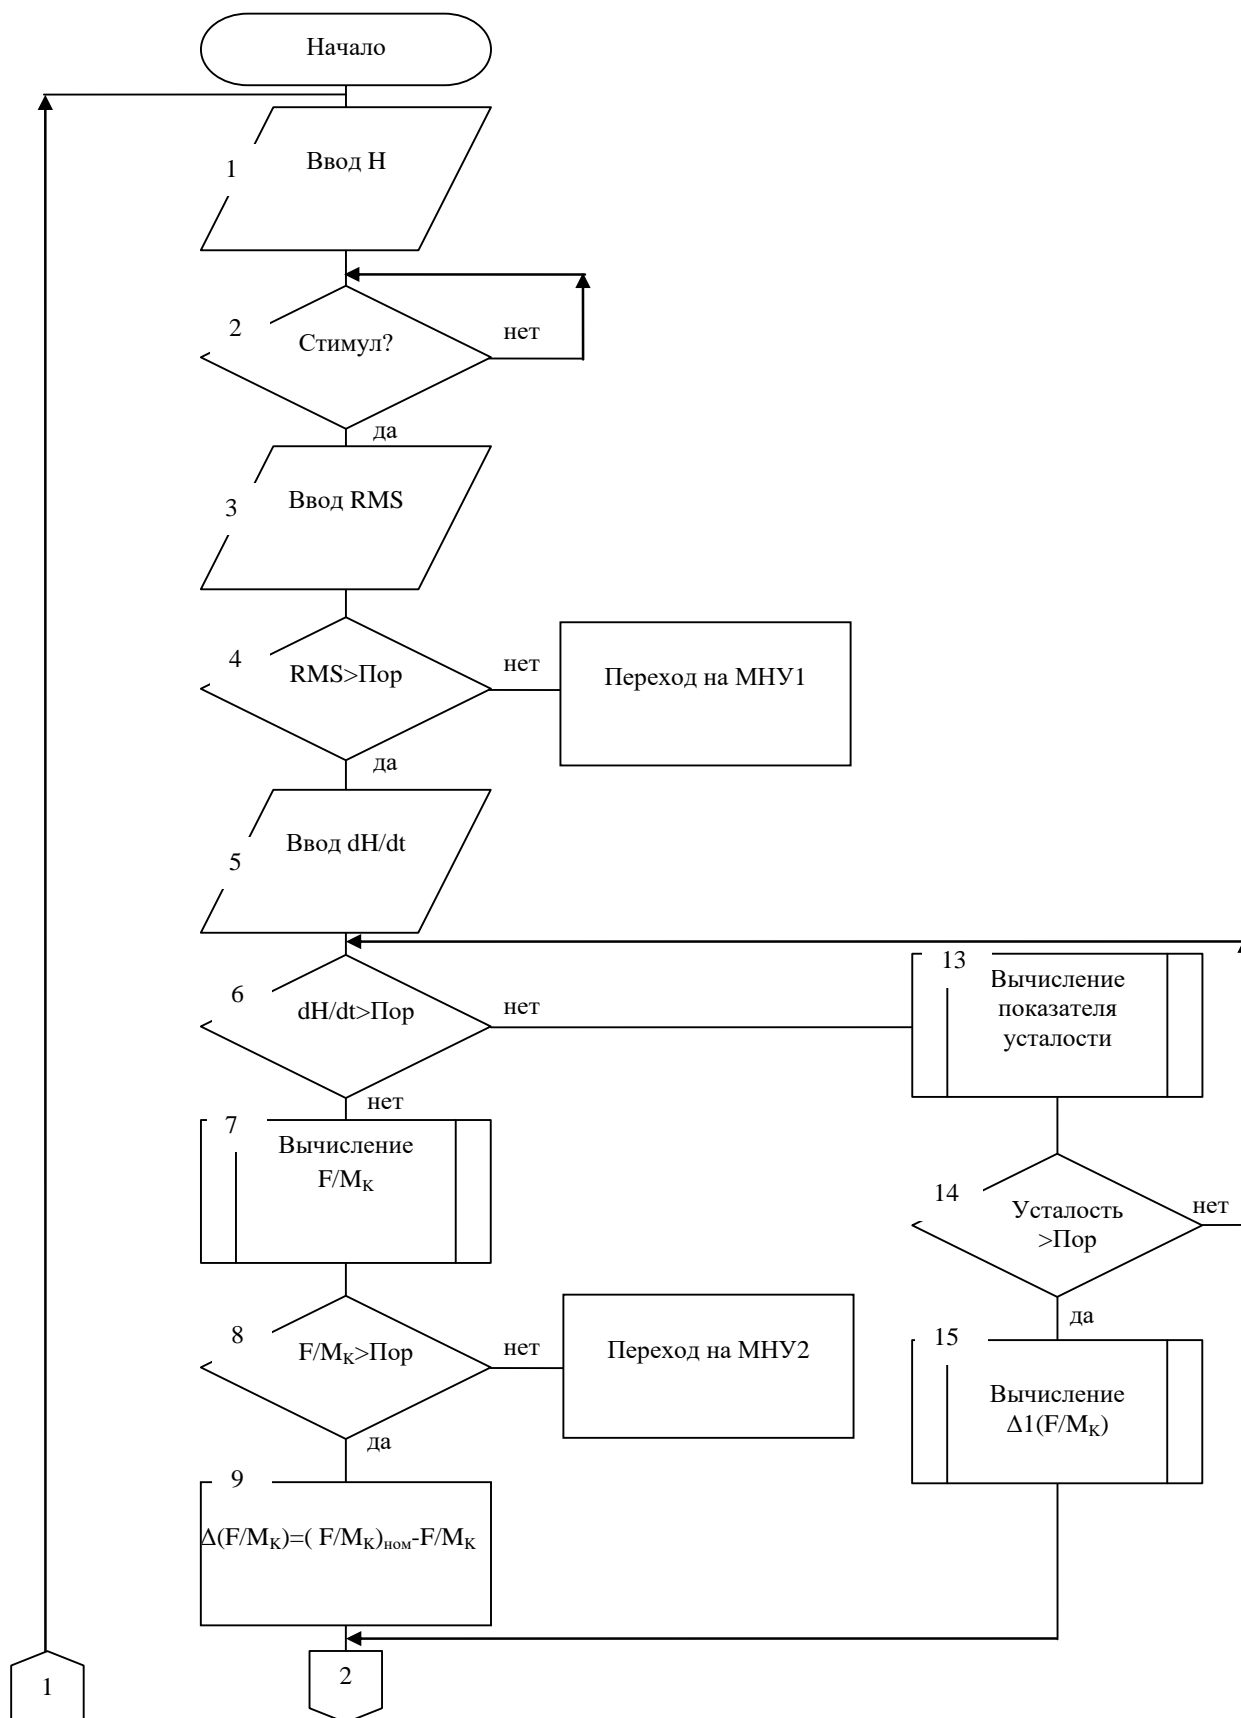 Начало
1
Ввод H
2
Стимул?
нет
да
3
Ввод RMS
4
RMS>Пор
нет
Переход на МНУ1
да
5
Ввод dH/dt
6
dH/dt>Пор
нет
13
Вычисление
показателя
усталости
нет
7
Вычисление
F/MK
14
Усталость
>Пор
нет
да
8
F/MK>Пор
нет
Переход на МНУ2
15
Вычисление
Δ1(F/MK)
да
9
Δ(F/MK)=( F/MK)ном-F/MK
1
2